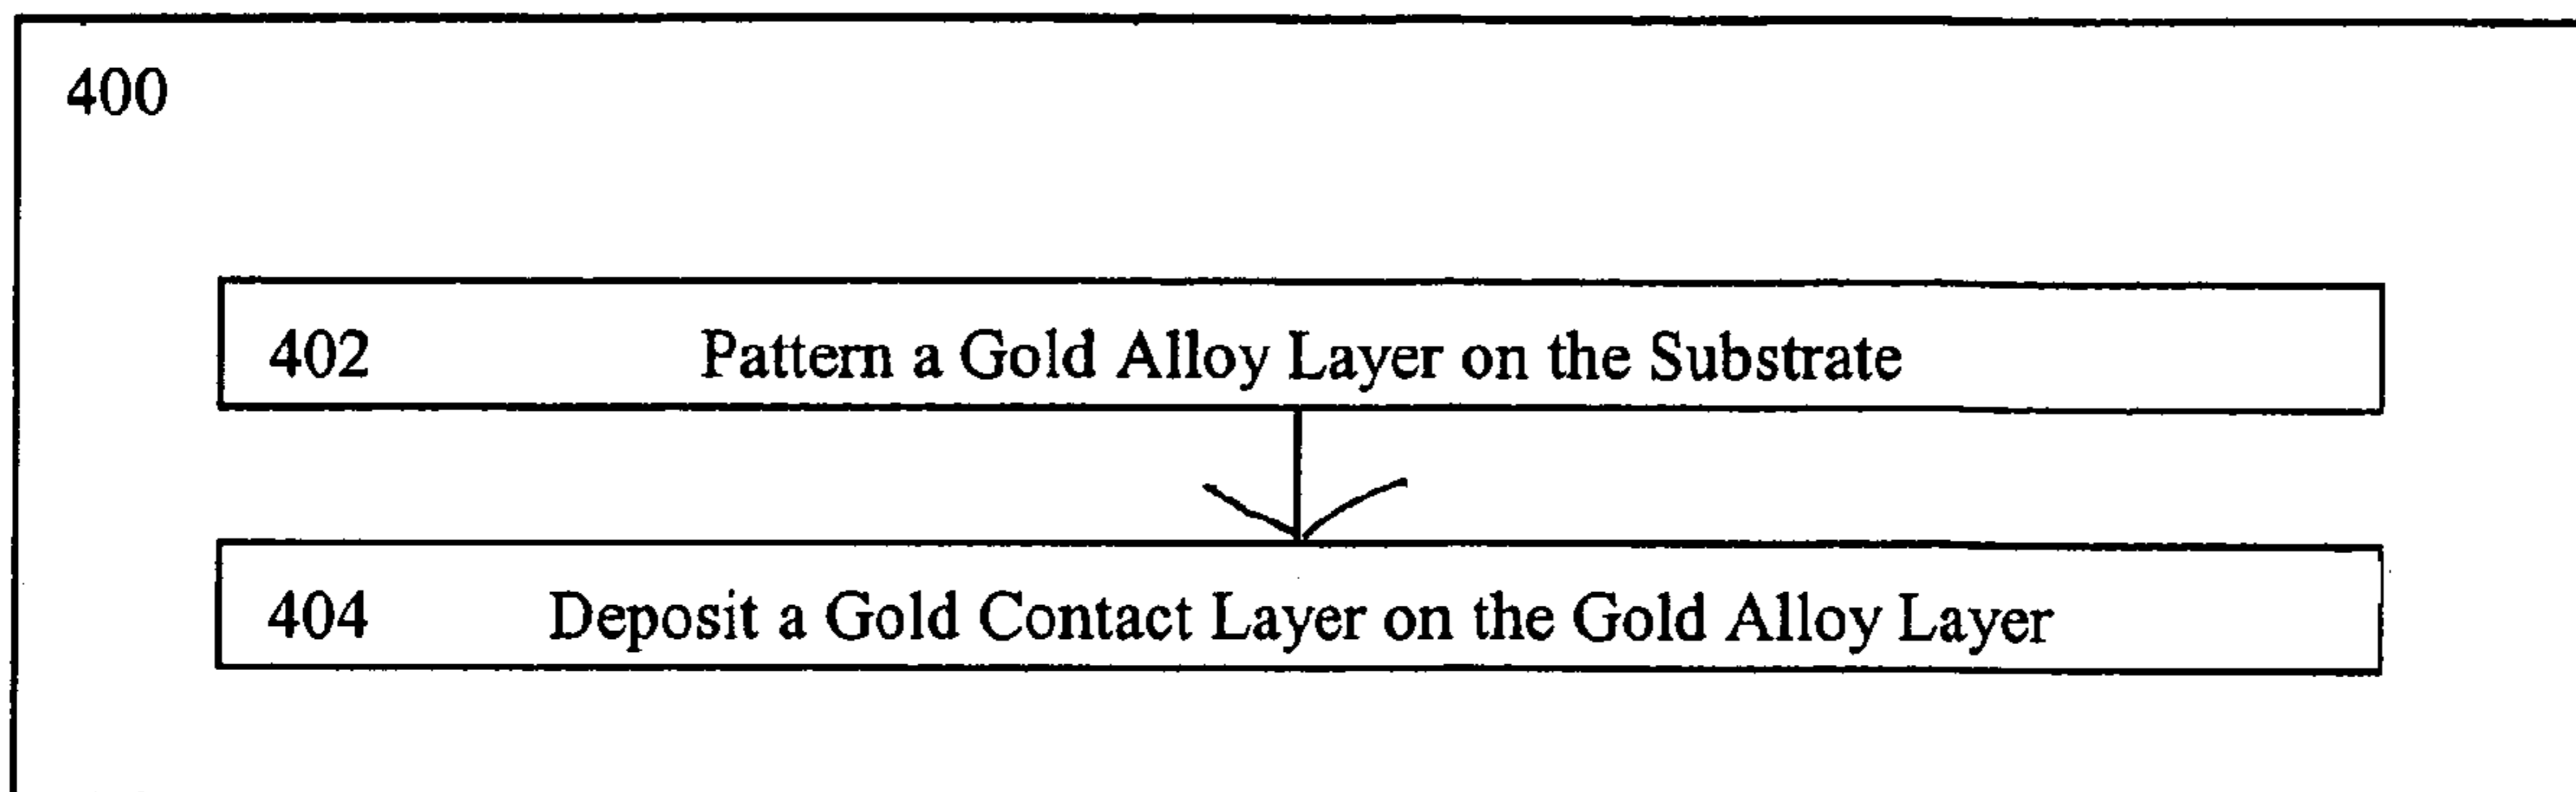 400
402 Pattern a Gold Alloy Layer on the Substrate
404 Deposit a Gold Contact Layer on the Gold Alloy Layer